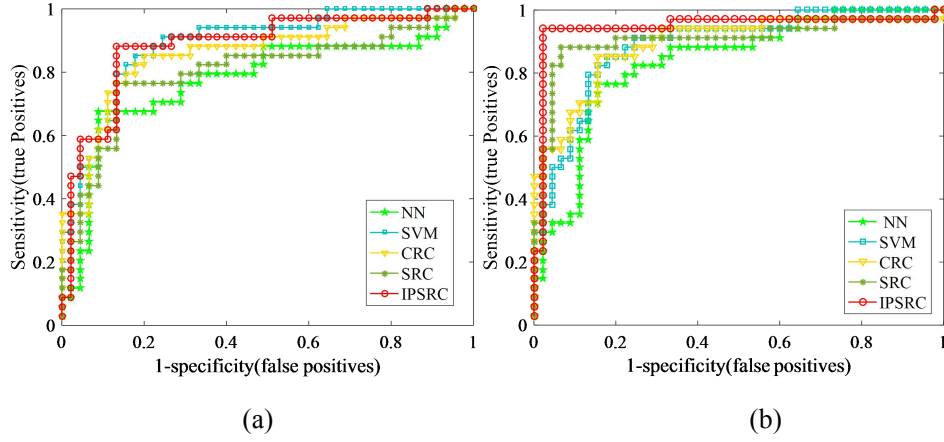 1
0.8
0.6
0.4
0.2
0
Sensitivity(true Positives)
0 0.2 0.4 0.6 0.8 1
1-specificity(false positives)
NN
SVM
CRC
SRC
IPSRC
(a)
1
0.8
0.6
0.4
0.2
0
Sensitivity(true Positives)
0 0.2 0.4 0.6 0.8 1
1-specificity(false positives)
NN
SVM
CRC
SRC
IPSRC
(b)